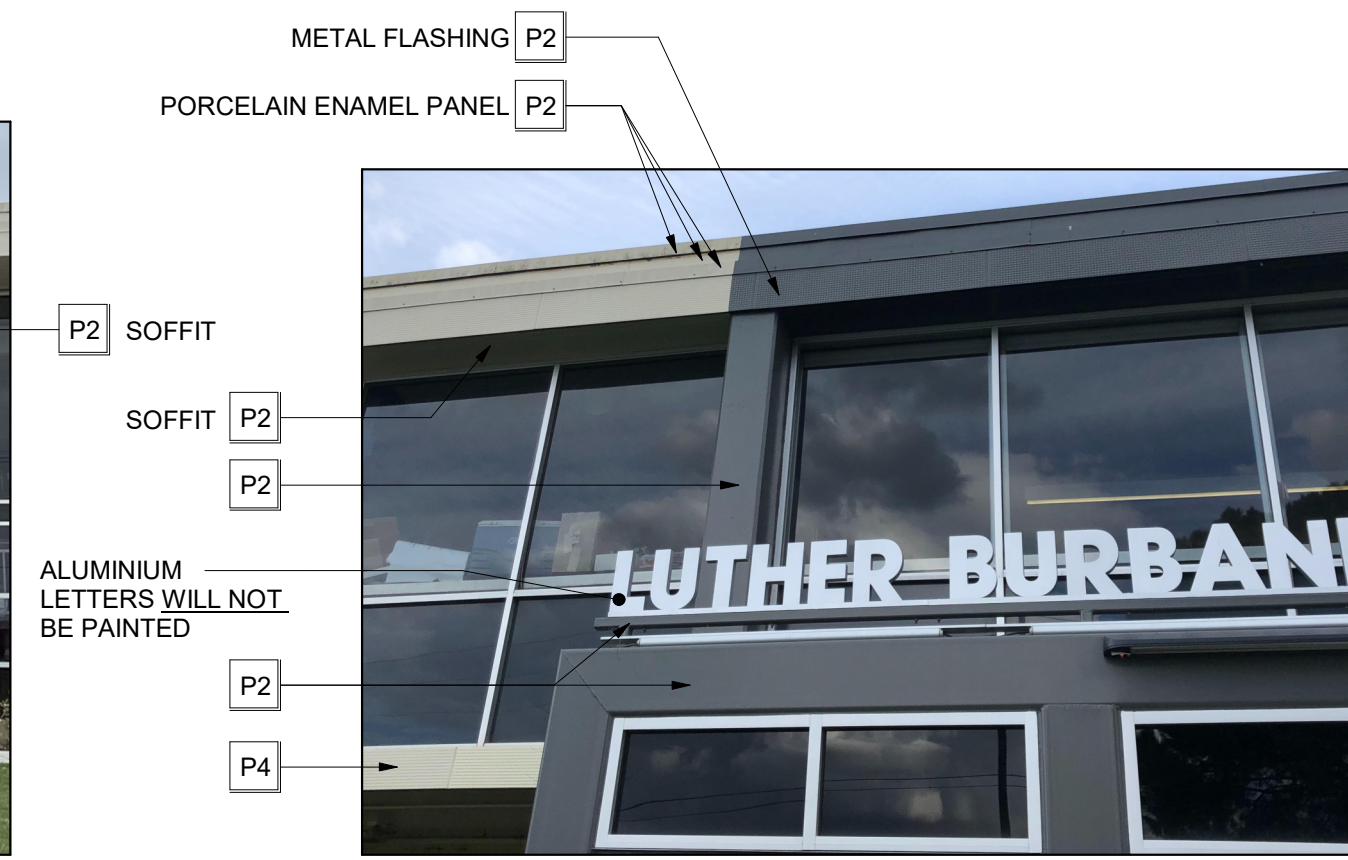 METAL FLASHING P2
PORCELAIN ENAMEL PANEL P2
P2 SOFFIT
SOFFIT P2
P2
ALUMINIUM
LETTERS WILL NOT
BE PAINTED
P2
P4
LUTHER BURBAN